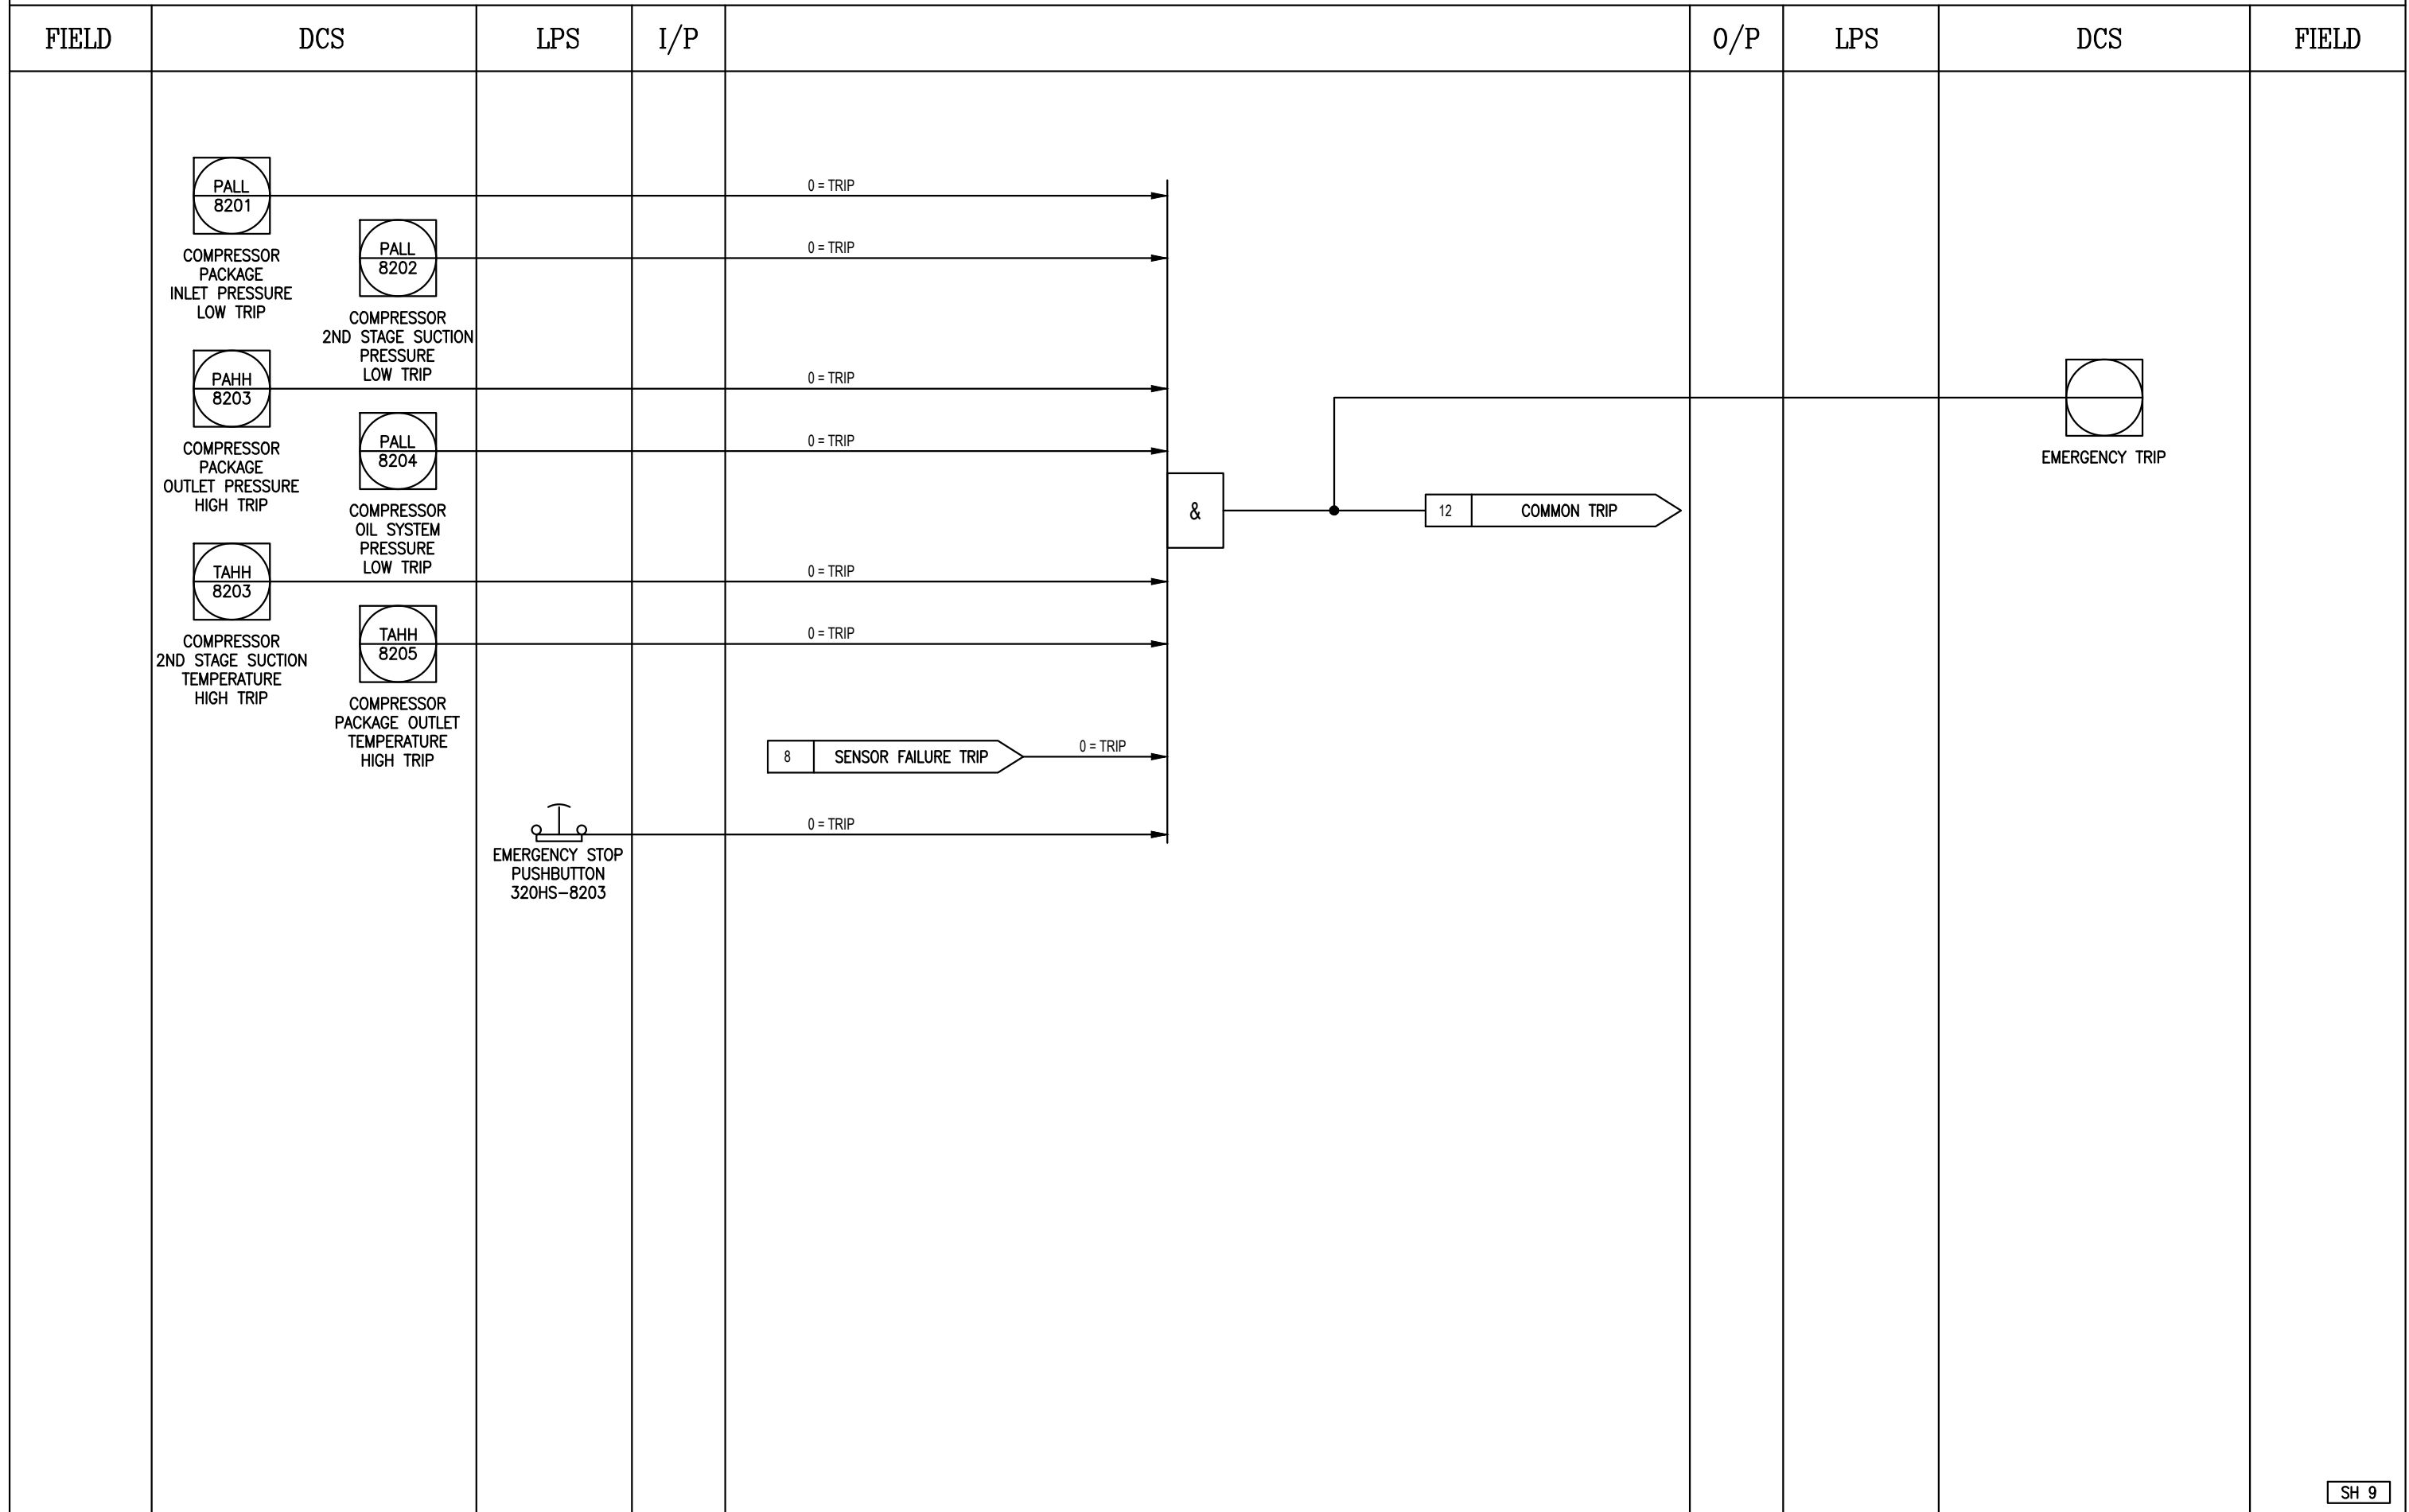 FIELD
DCS
LPS
I/P
O/P
LPS
DCS
FIELD
PALL
8201
COMPRESSOR
PACKAGE
INLET PRESSURE
LOW TRIP
0 = TRIP
PALL
8202
COMPRESSOR
2ND STAGE SUCTION
PRESSURE
LOW TRIP
0 = TRIP
PAHH
8203
COMPRESSOR
PACKAGE
OUTLET PRESSURE
HIGH TRIP
0 = TRIP
PALL
8204
COMPRESSOR
OIL SYSTEM
PRESSURE
LOW TRIP
0 = TRIP
TAHH
8203
COMPRESSOR
2ND STAGE SUCTION
TEMPERATURE
HIGH TRIP
0 = TRIP
TAHH
8205
COMPRESSOR
PACKAGE OUTLET
TEMPERATURE
HIGH TRIP
0 = TRIP
8 SENSOR FAILURE TRIP
0 = TRIP
EMERGENCY STOP
PUSHBUTTON
320HS-8203
0 = TRIP
&
12 COMMON TRIP
EMERGENCY TRIP
SH 9